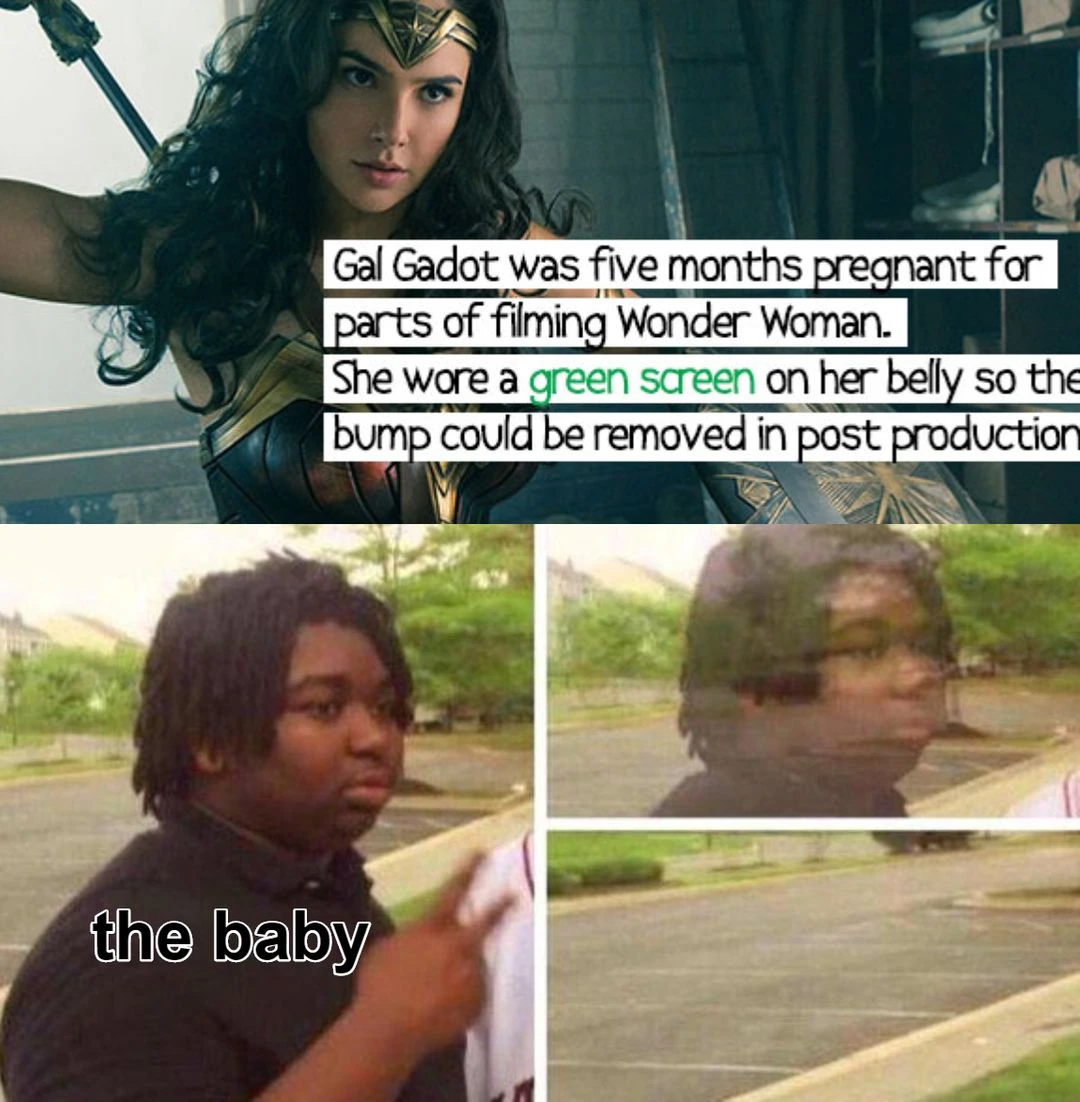 Gal Gadot was five months pregnant for
parts of filming Wonder Woman.
She wore a green screen on her belly so the
bump could be removed in post production
the baby